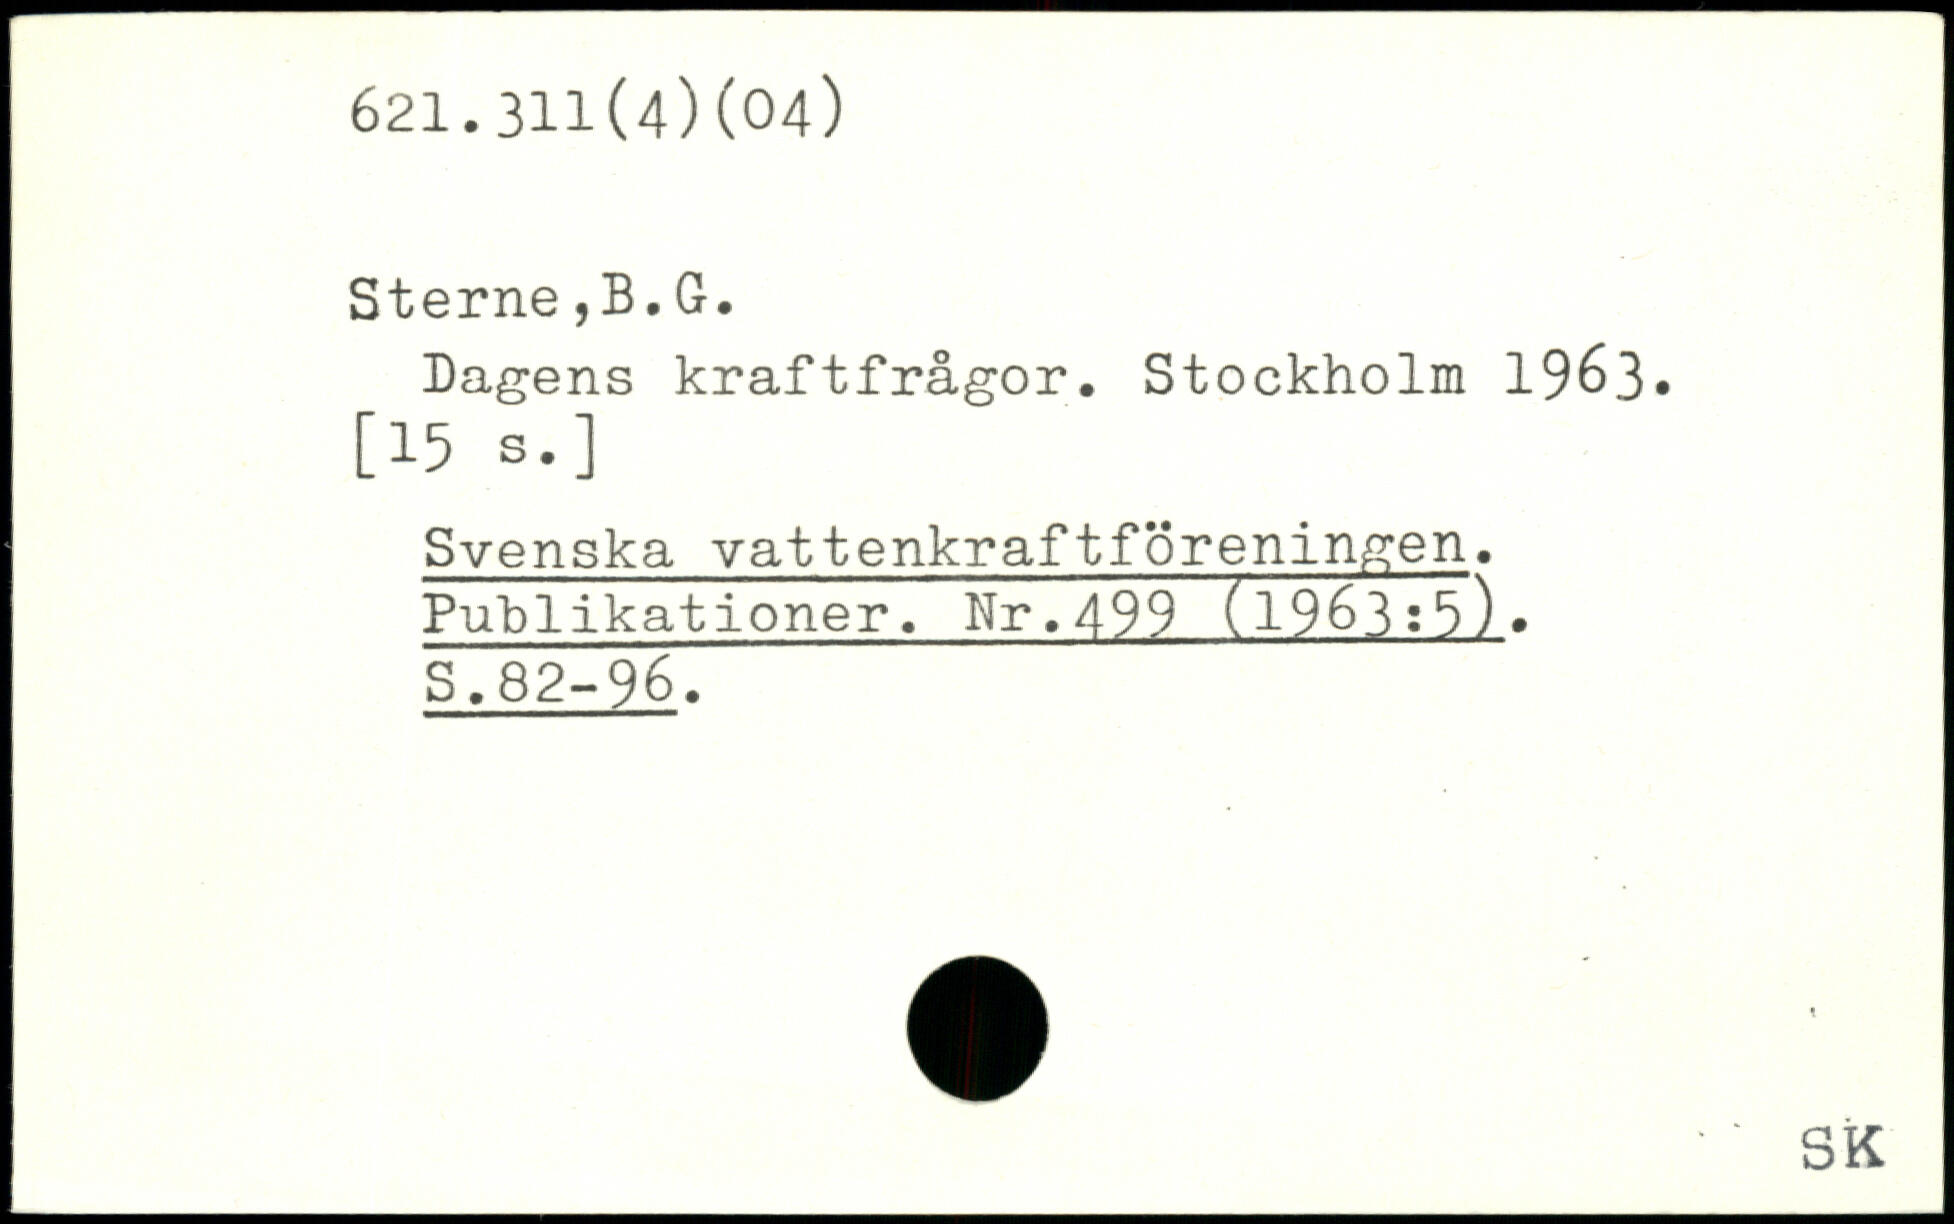 621.311(4)(04)
Sterne,B.G.
Dagens kraftfrågor. Stockholm 1963.
[15 s.]
Svenska vattenkraftföreningen.
Publikationer. Nr.499 (1963:5).
S.82-96.
SK